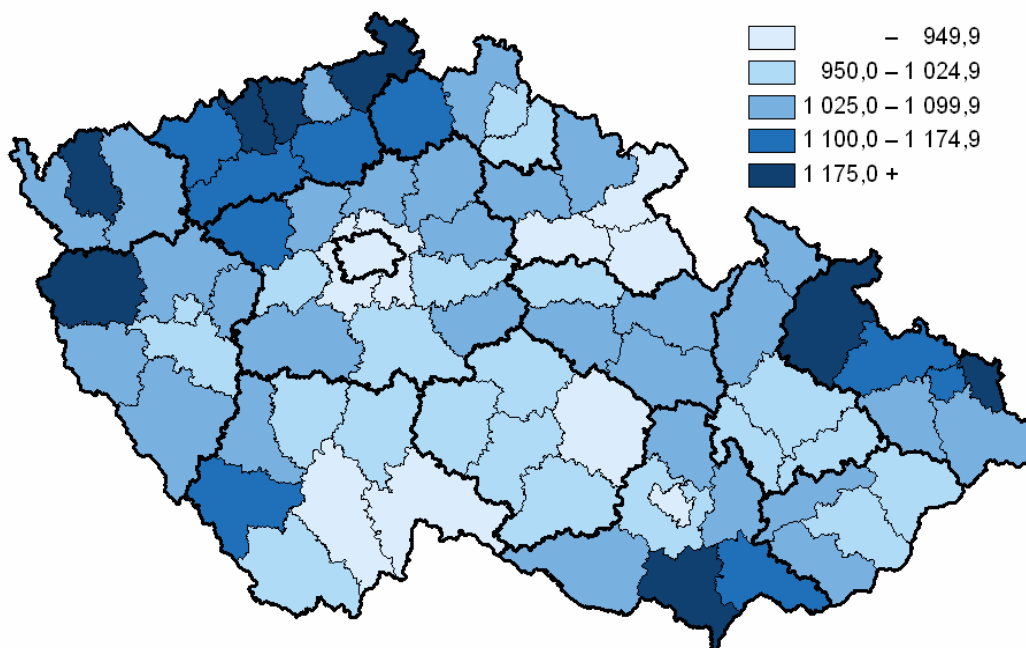 – 949,9
950,0 – 1 024,9
1 025,0 – 1 099,9
1 100,0 – 1 174,9
1 175,0 +